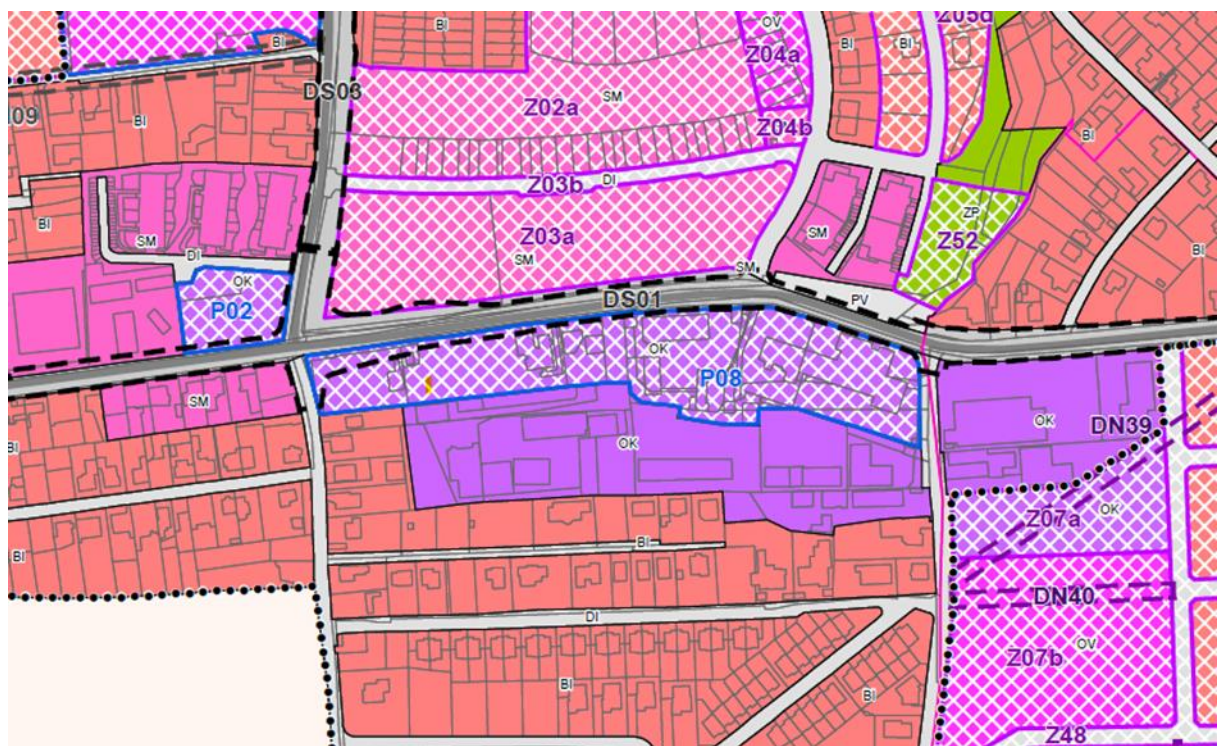 OV
Z05d
BI
BI
BI
BI
Z04a
DS03
Z02a
SM
I09
BI
Z04b
BI
DI
Z03b
BI
SM
DI
Z03a
SM
SM
ZP
Z52
BI
OK
P02
SM
PV
DS01
OK
P08
SM
OK
OK
DN39
BI
Z07a
OK
BI
BI
DN40
DI
OV
Z07b
BI
BI
Z48